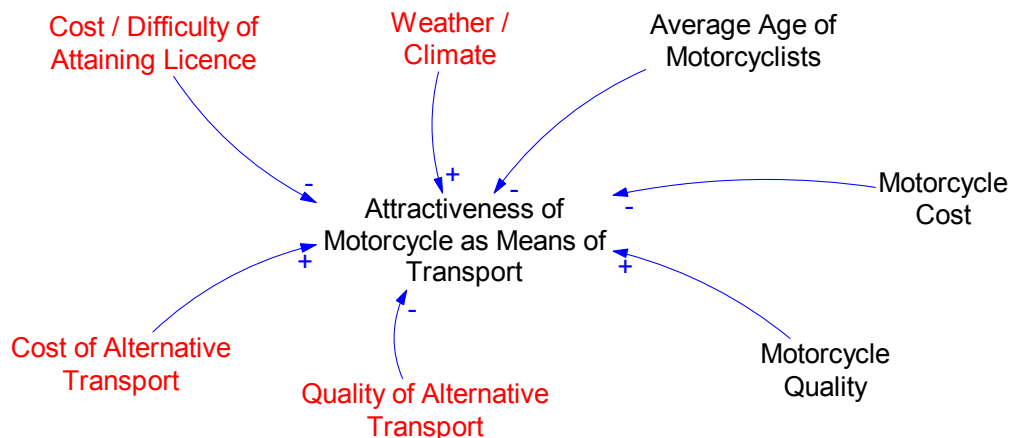 Cost / Difficulty of
Attaining Licence
Weather /
Climate
Average Age of
Motorcyclists
-
+
-
Attractiveness of
Motorcycle as Means of
Transport
-
Motorcycle
Cost
+
+
-
Cost of Alternative
Transport
Quality of Alternative
Transport
Motorcycle
Quality